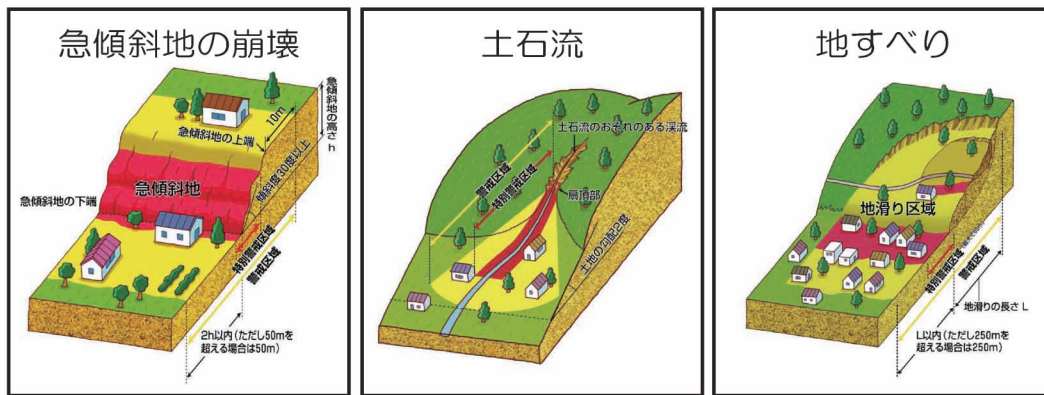 急傾斜地の崩壊
急傾斜地の高さh
10m
急傾斜地の上端
傾斜度30度以上
急傾斜地
急傾斜地の下端
特別警戒区域
警戒区域
2h以内(ただし50mを
超える場合は50m)
土石流
土石流のおそれのある渓流
警戒区域
特別警戒区域
扇頂部
土地の勾配2度
地すべり
地滑り区域
特別警戒区域
警戒区域
地滑りの長さ L
L以内(ただし250mを
超える場合は250m)